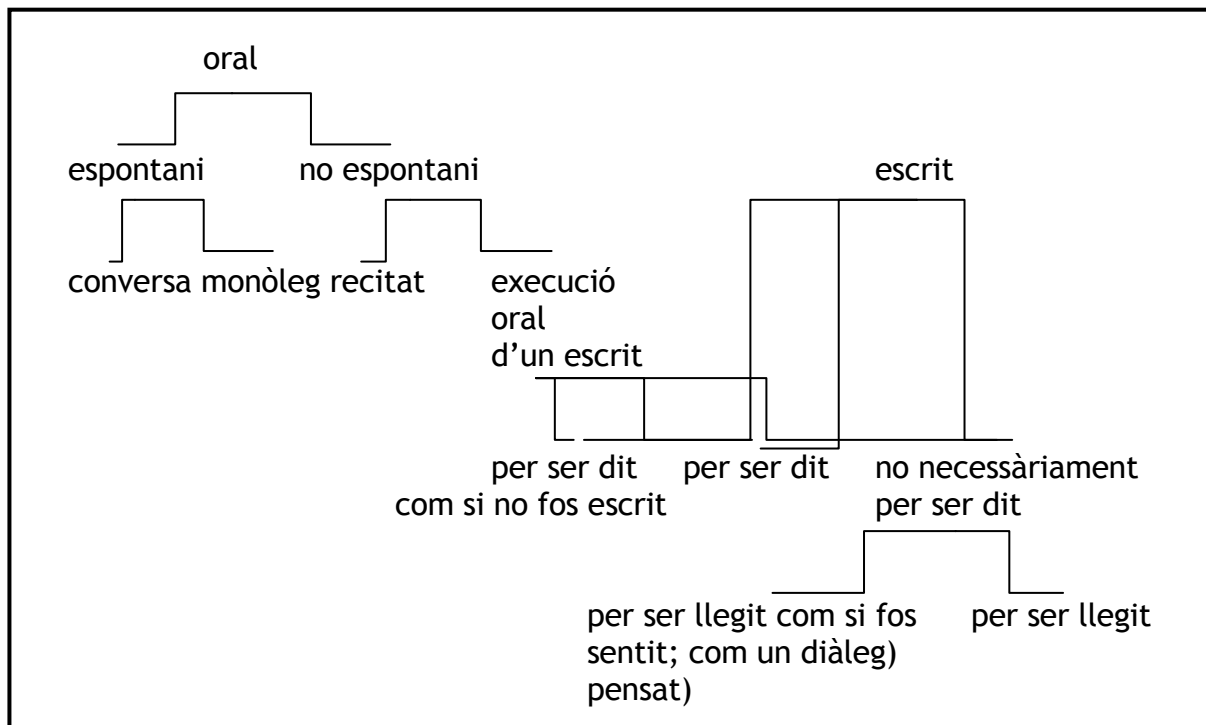 oral
espontani no espontani escrit
conversa monòleg recitat execució
oral
d’un escrit
per ser dit per ser dit no necessàriament
com si no fos escrit per ser dit
per ser llegit com si fos per ser llegit
sentit; com un diàleg)
pensat)